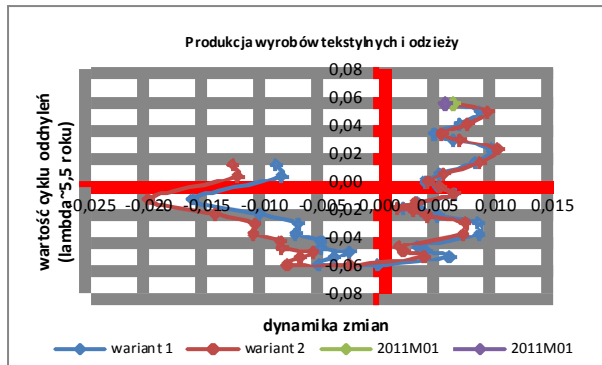 Produkcja wyrobów tekstylnych i odzieży
0,08
0,06
0,04
0,02
0,00
-0,025 -0,020 -0,015 -0,010 -0,005 0,000 0,005 0,010 0,015
-0,02
-0,04
-0,06
-0,08
wartość cyklu odchyleń
(lambda~5,5 roku)
dynamika zmian
wariant 1 wariant 2 2011M01 2011M01